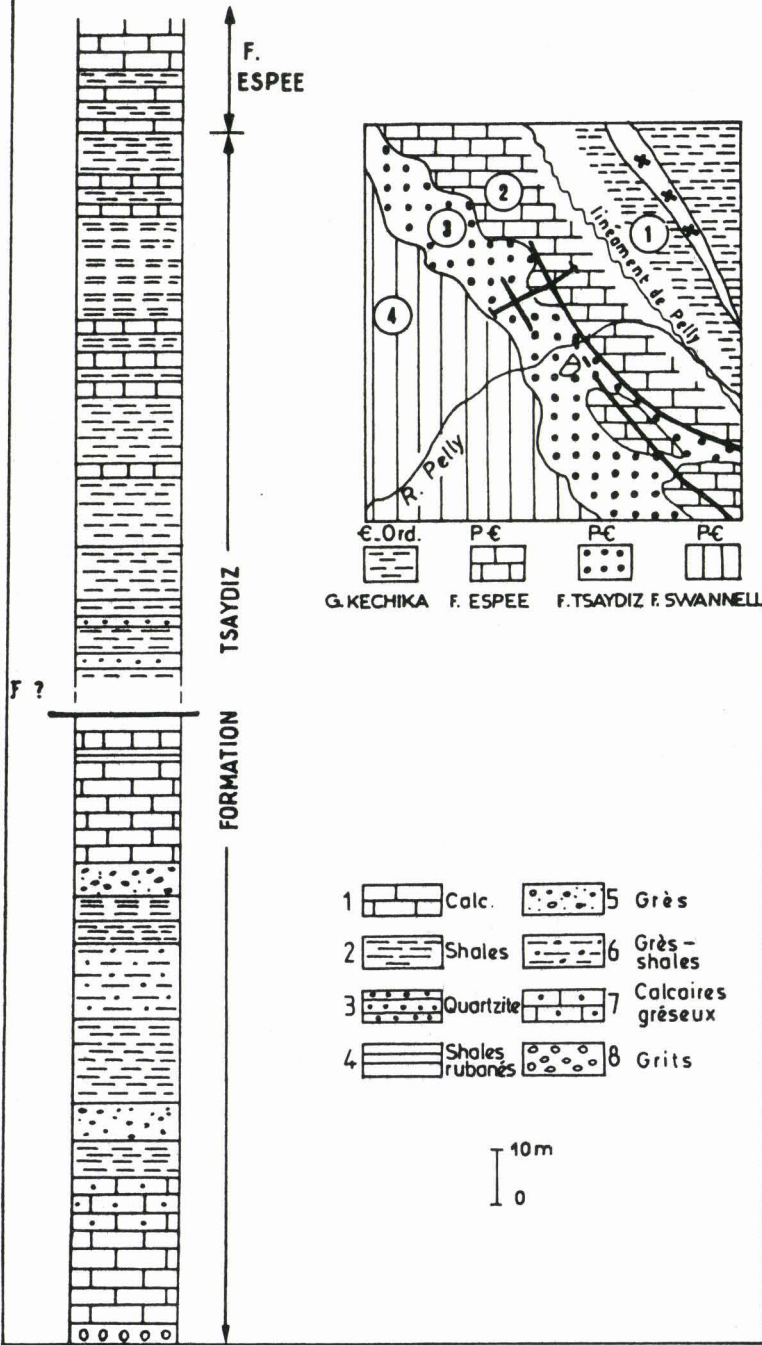 F.
ESPEE
TSAYDIZ
F ?
FORMATION
1
2
3
4
linéament de Pelly
R. Pelly
Є-Ord.
P-Є
P-Є
P-Є
G. KECHIKA
F. ESPEE
F. TSAYDIZ
F. SWANNELL
1 Calc.
2 Shales
3 Quartzite
4 Shales
rubanés
5 Grès
6 Grès-
shales
7 Calcaires
gréseux
8 Grits
10 m
0